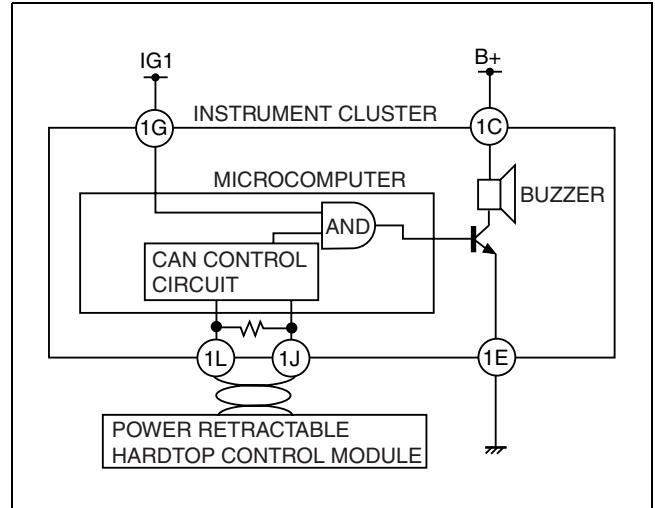 IG1
B+
INSTRUMENT CLUSTER
1G
1C
MICROCOMPUTER
BUZZER
AND
CAN CONTROL
CIRCUIT
1L
1J
1E
POWER RETRACTABLE
HARDTOP CONTROL MODULE